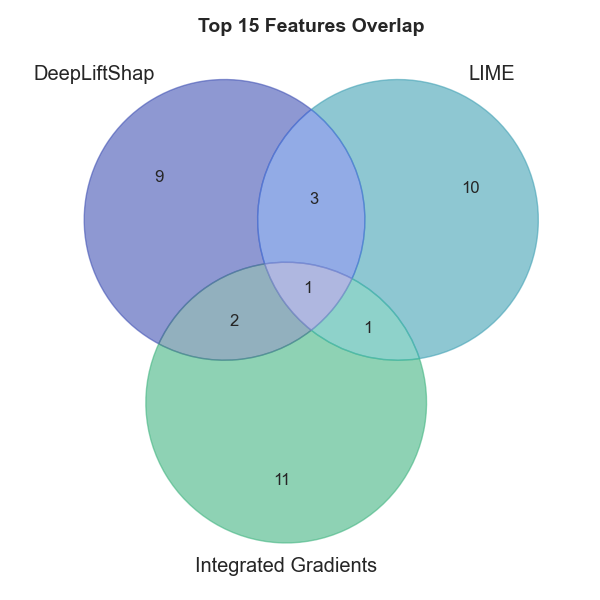 Top 15 Features Overlap
DeepLiftShap
LIME
9
10
3
1
2
1
11
Integrated Gradients